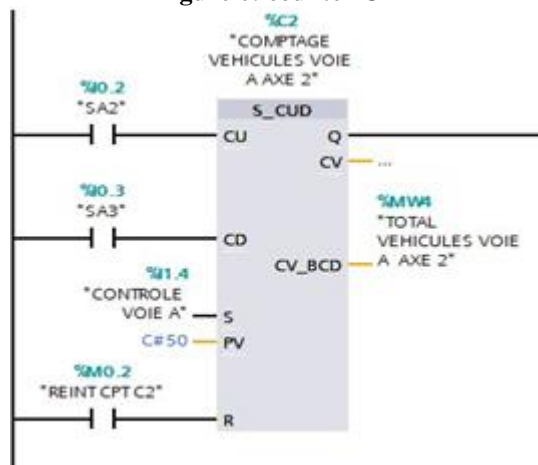 %C2
"COMPTAGE
VEHICULES VOIE
A AXE 2"
%I0.2
"SA2"
S_CUD
CU
Q
CV
...
%I0.3
"SA3"
CD
%MW4
"TOTAL
VEHICULES VOIE
A AXE 2"
CV_BCD
%I1.4
"CONTROLE
VOIE A"
S
C#50
PV
%M0.2
"REINT CPT C2"
R